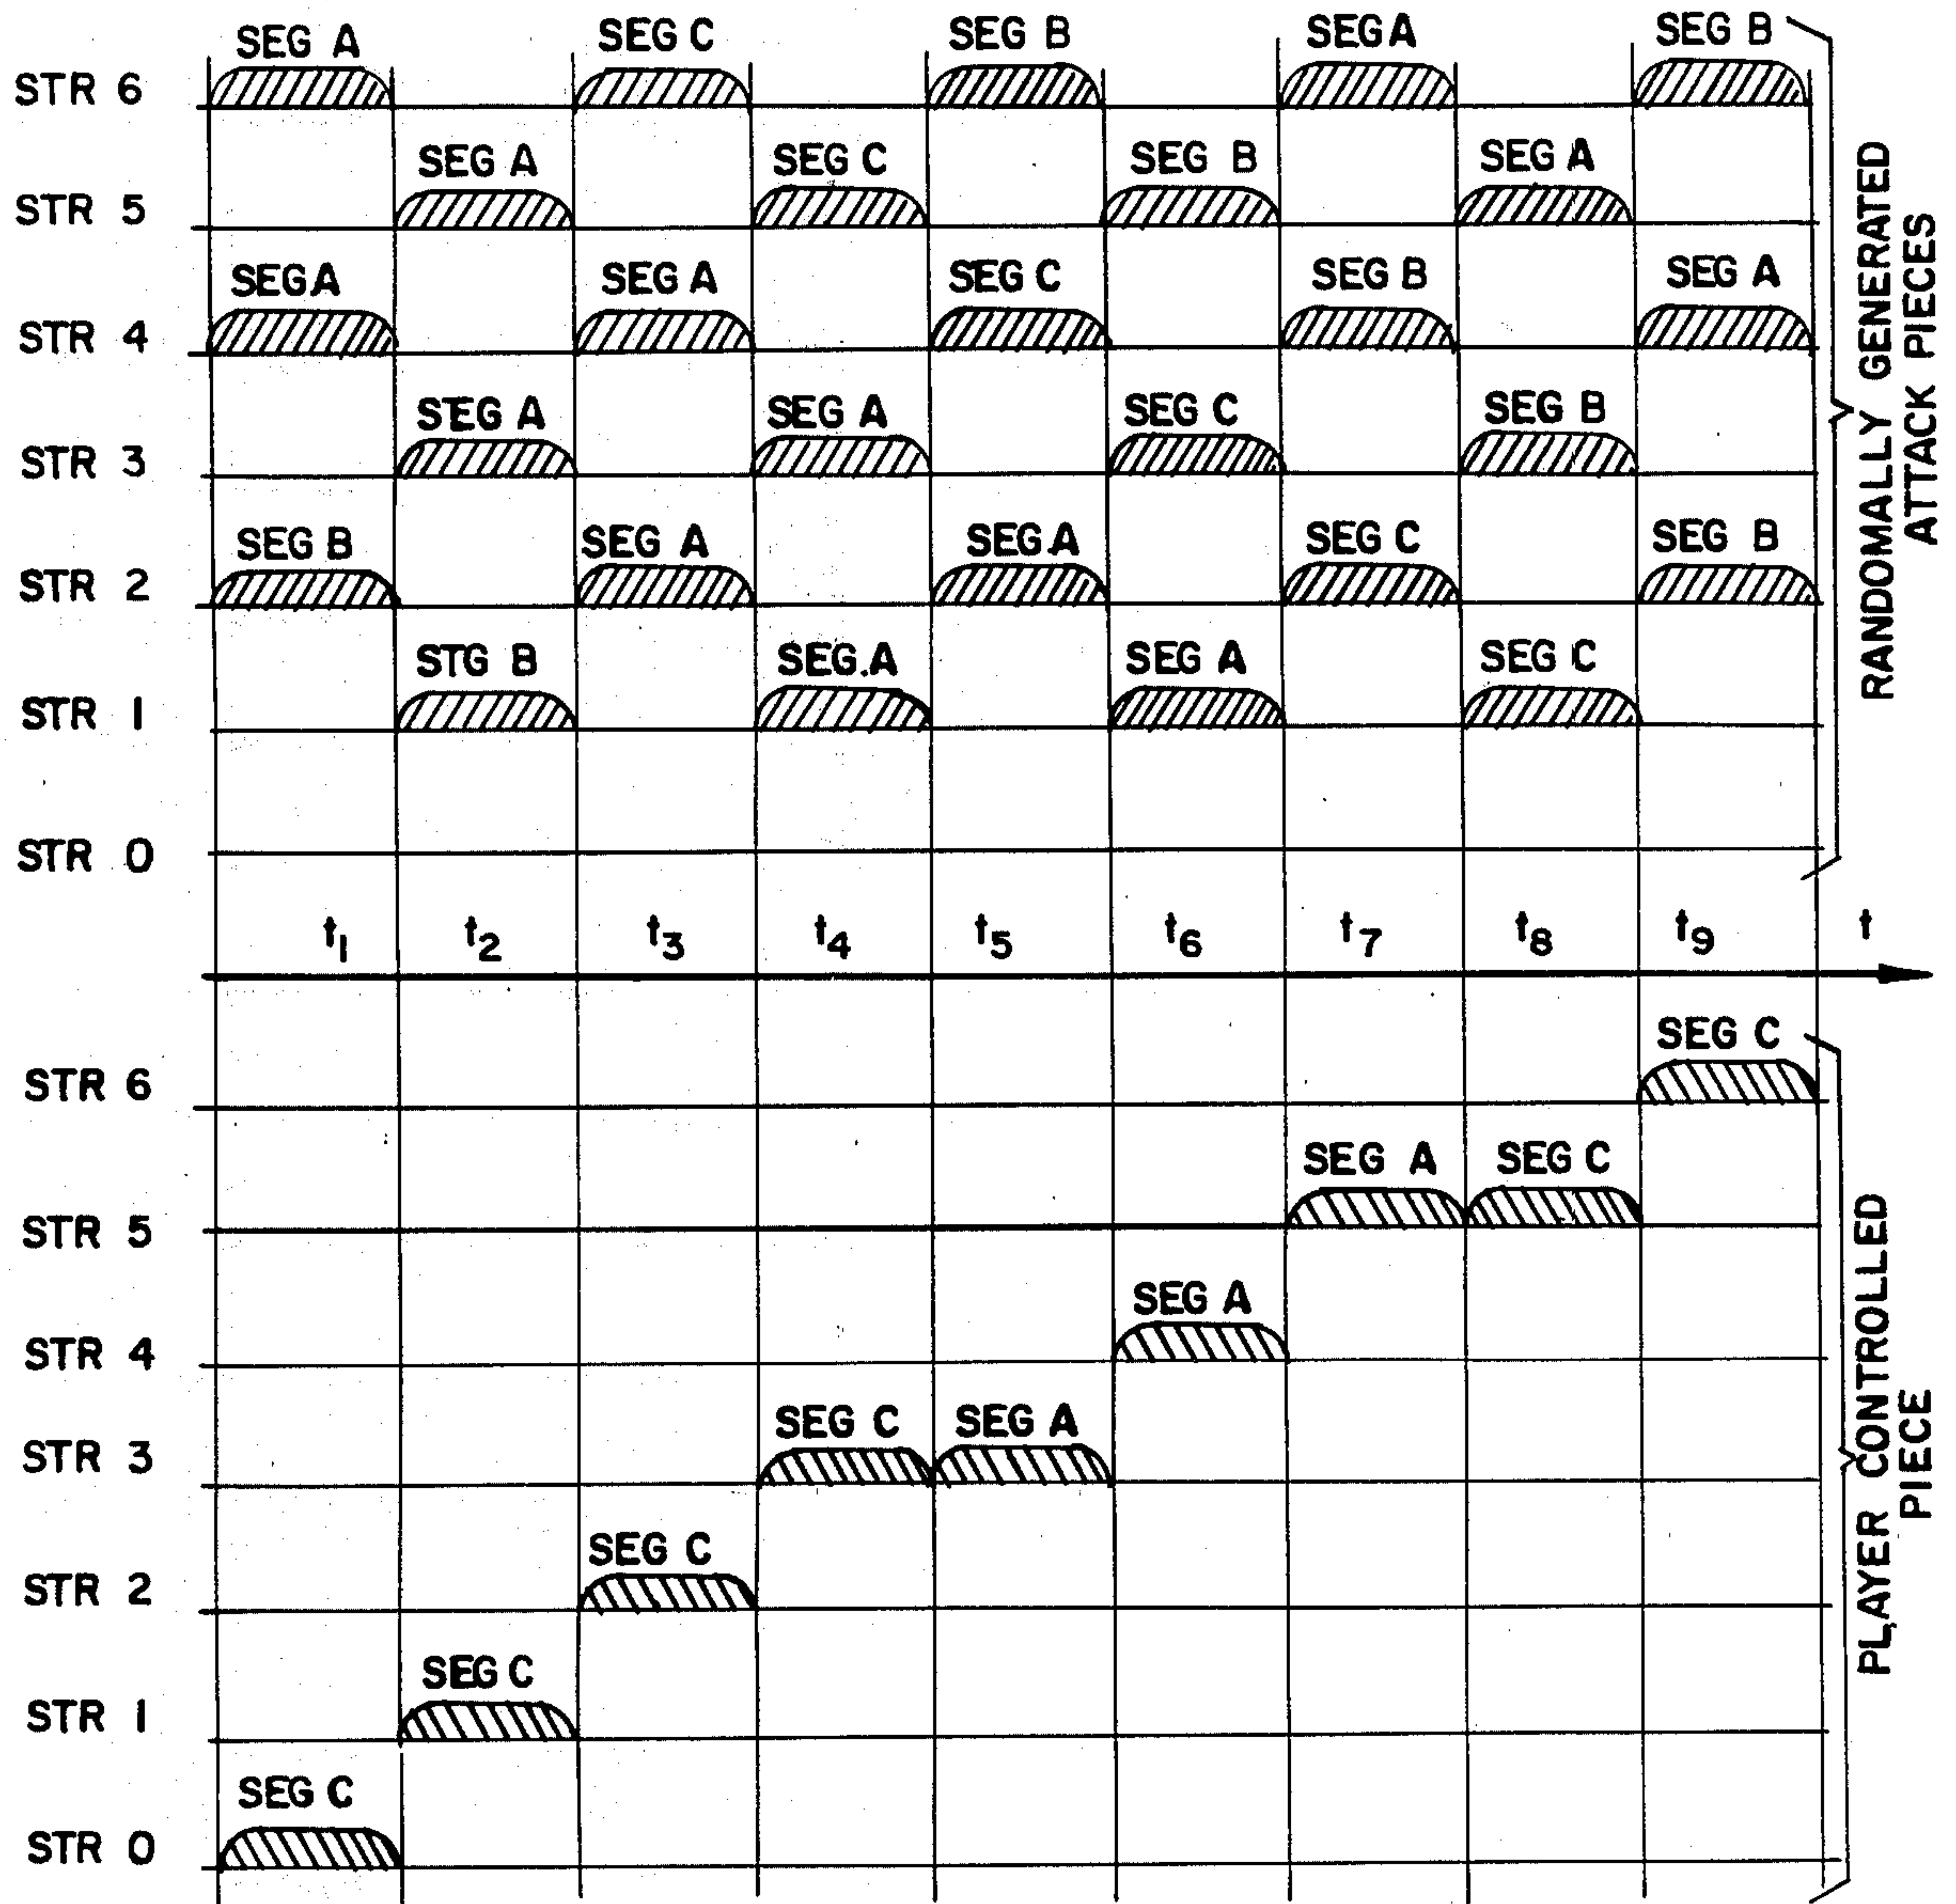 SEG A SEG C SEG B SEG A SEG B
STR 6
SEG A SEG C SEG B SEG A
STR 5
SEG A SEG A SEG C SEG B SEG A
STR 4
STEG A SEG A SEG C SEG B
STR 3
SEG B SEG A SEG A SEG C SEG B
STR 2
STG B SEG.A SEG A SEG C
STR 1
STR 0
RANDOMALLY GENERATED
ATTACK PIECES
t1 t2 t3 t4 t5 t6 t7 t8 t9 t
SEG C
STR 6
SEG A SEG C
STR 5
SEG A
STR 4
SEG C SEG A
STR 3
SEG C
STR 2
SEG C
STR 1
SEG C
STR 0
PLAYER CONTROLLED
PIECE